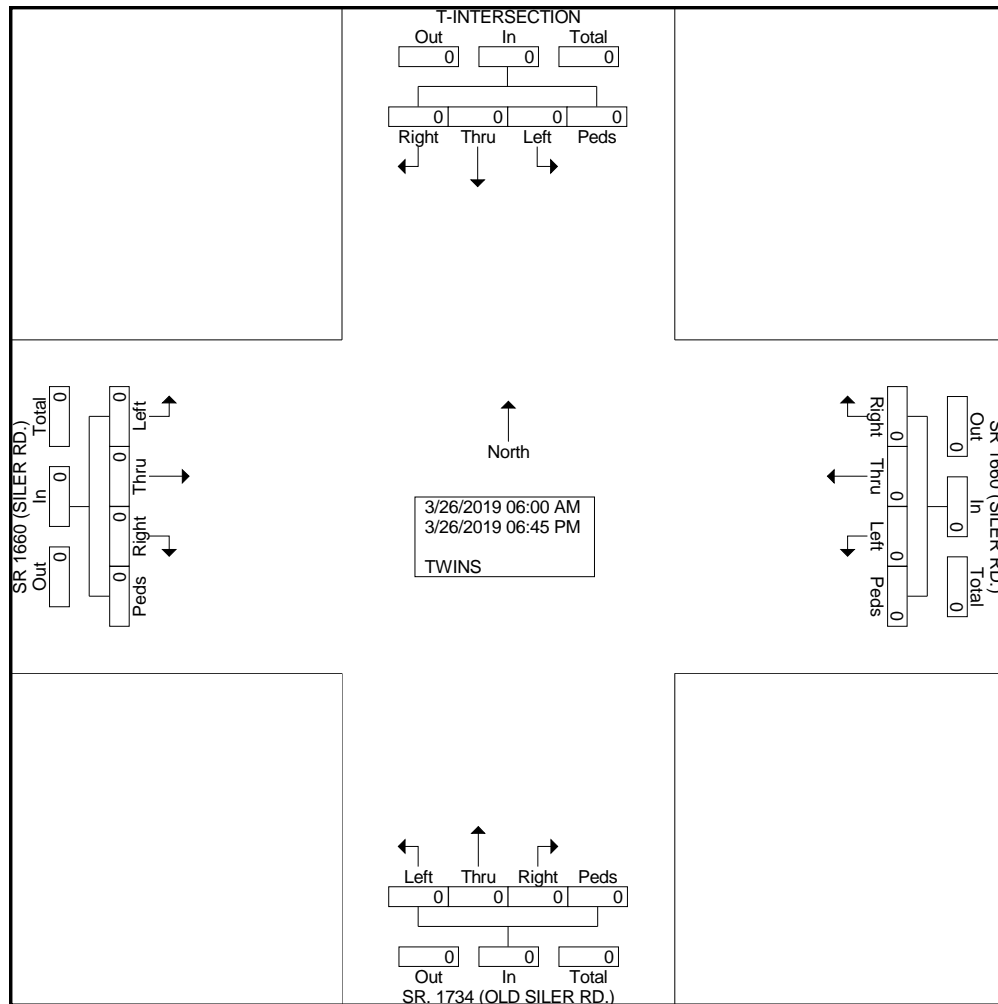 T-INTERSECTION
Out In Total
0 0 0
0 0 0 0
Right Thru Left Peds
SR 1660 (SILER RD.)
Total In Out
0 0 0
0 0 0 0
Left Thru Right Peds
North
3/26/2019 06:00 AM
3/26/2019 06:45 PM
TWINS
Right Thru Left Peds
0 0 0 0
0 0 0
Out In Total
SR 1660 (SILER RD.)
Left Thru Right Peds
0 0 0 0
0 0 0
Out In Total
SR. 1734 (OLD SILER RD.)